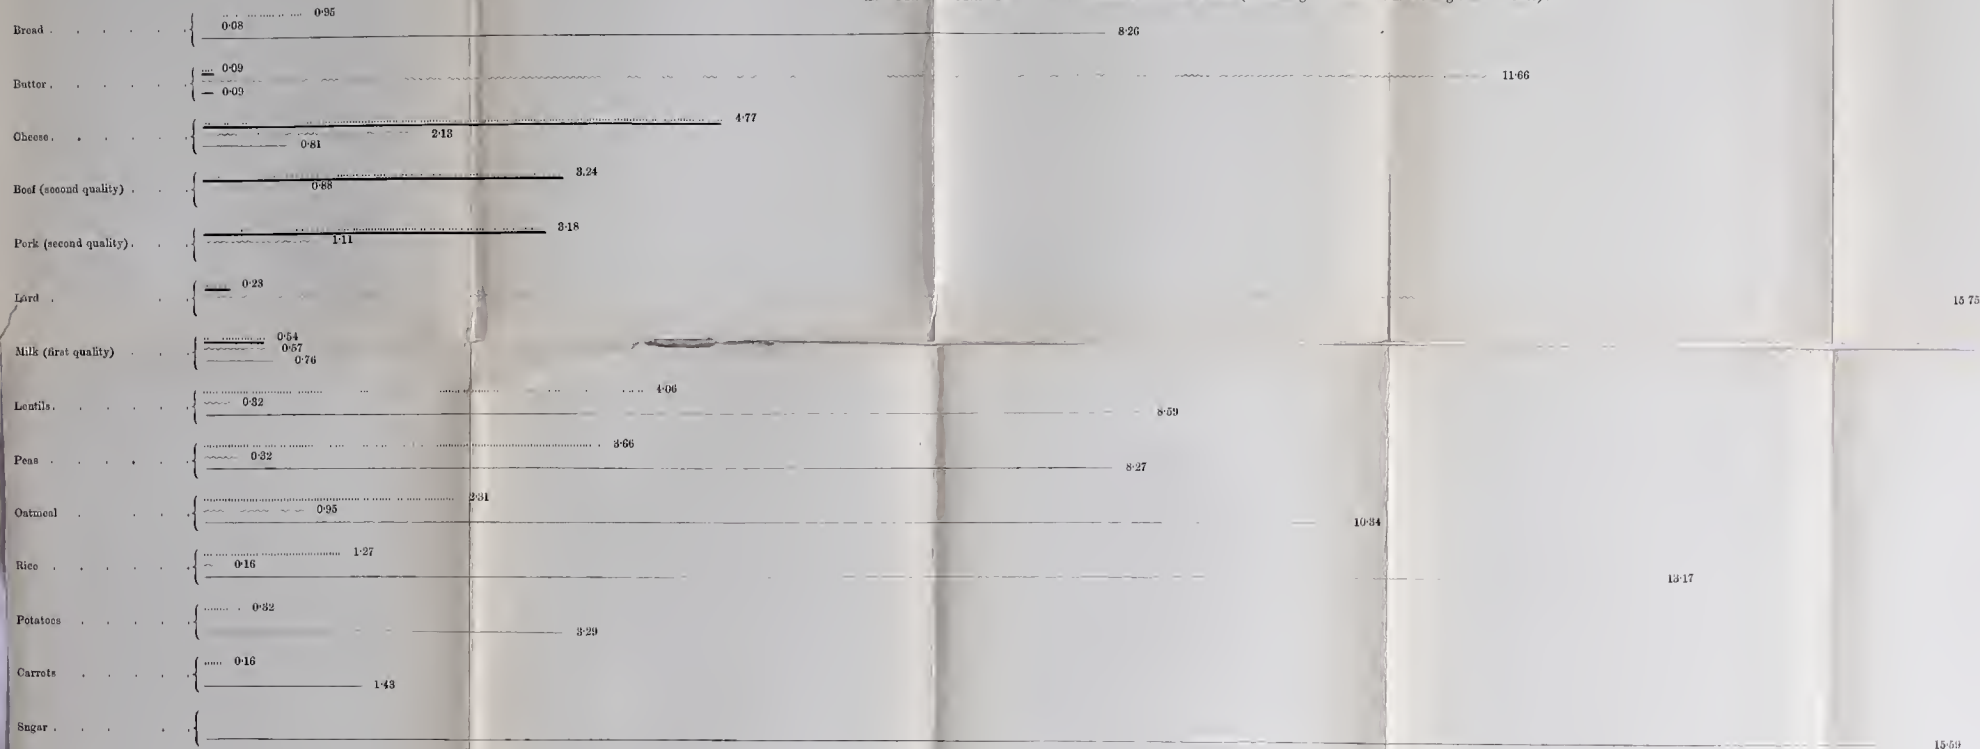 0·95
Bread . . . . . . 0·08
8·26
0·09
Butter . . . . . 11·66
0·09
4·77
Cheese . . . . . 2·13
0·81
3.24
Beef (second quality) . . . 0·88
3·18
Pork (second quality) . . . 1·11
0·23
Lard . . . 15 75
0·54
Milk (first quality) . . . 0·57
0·76
4·06
Lentils . . . . . 0·32
8·59
3·66
Peas . . . . . . 0·32
8·27
2·31
Oatmeal . . . . 0·95
10·34
1·27
Rice . . . . . . 0·16
13·17
0·32
Potatoes . . . . .
3·29
0·16
Carrots . . . . .
1·43
Sugar . . . . .
15·59